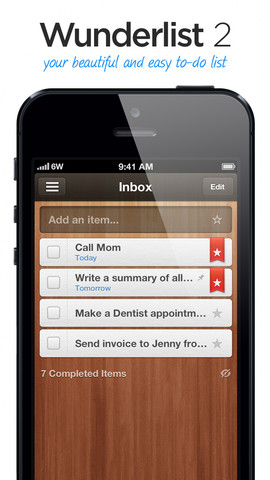 Wunderlist 2
your beautiful and easy to-do list
6W 9:41 AM
Inbox Edit
Add an item...
Call Mom
Today
Write a summary of all...
Tomorrow
Make a Dentist appointm...
Send invoice to Jenny fro...
7 Completed Items